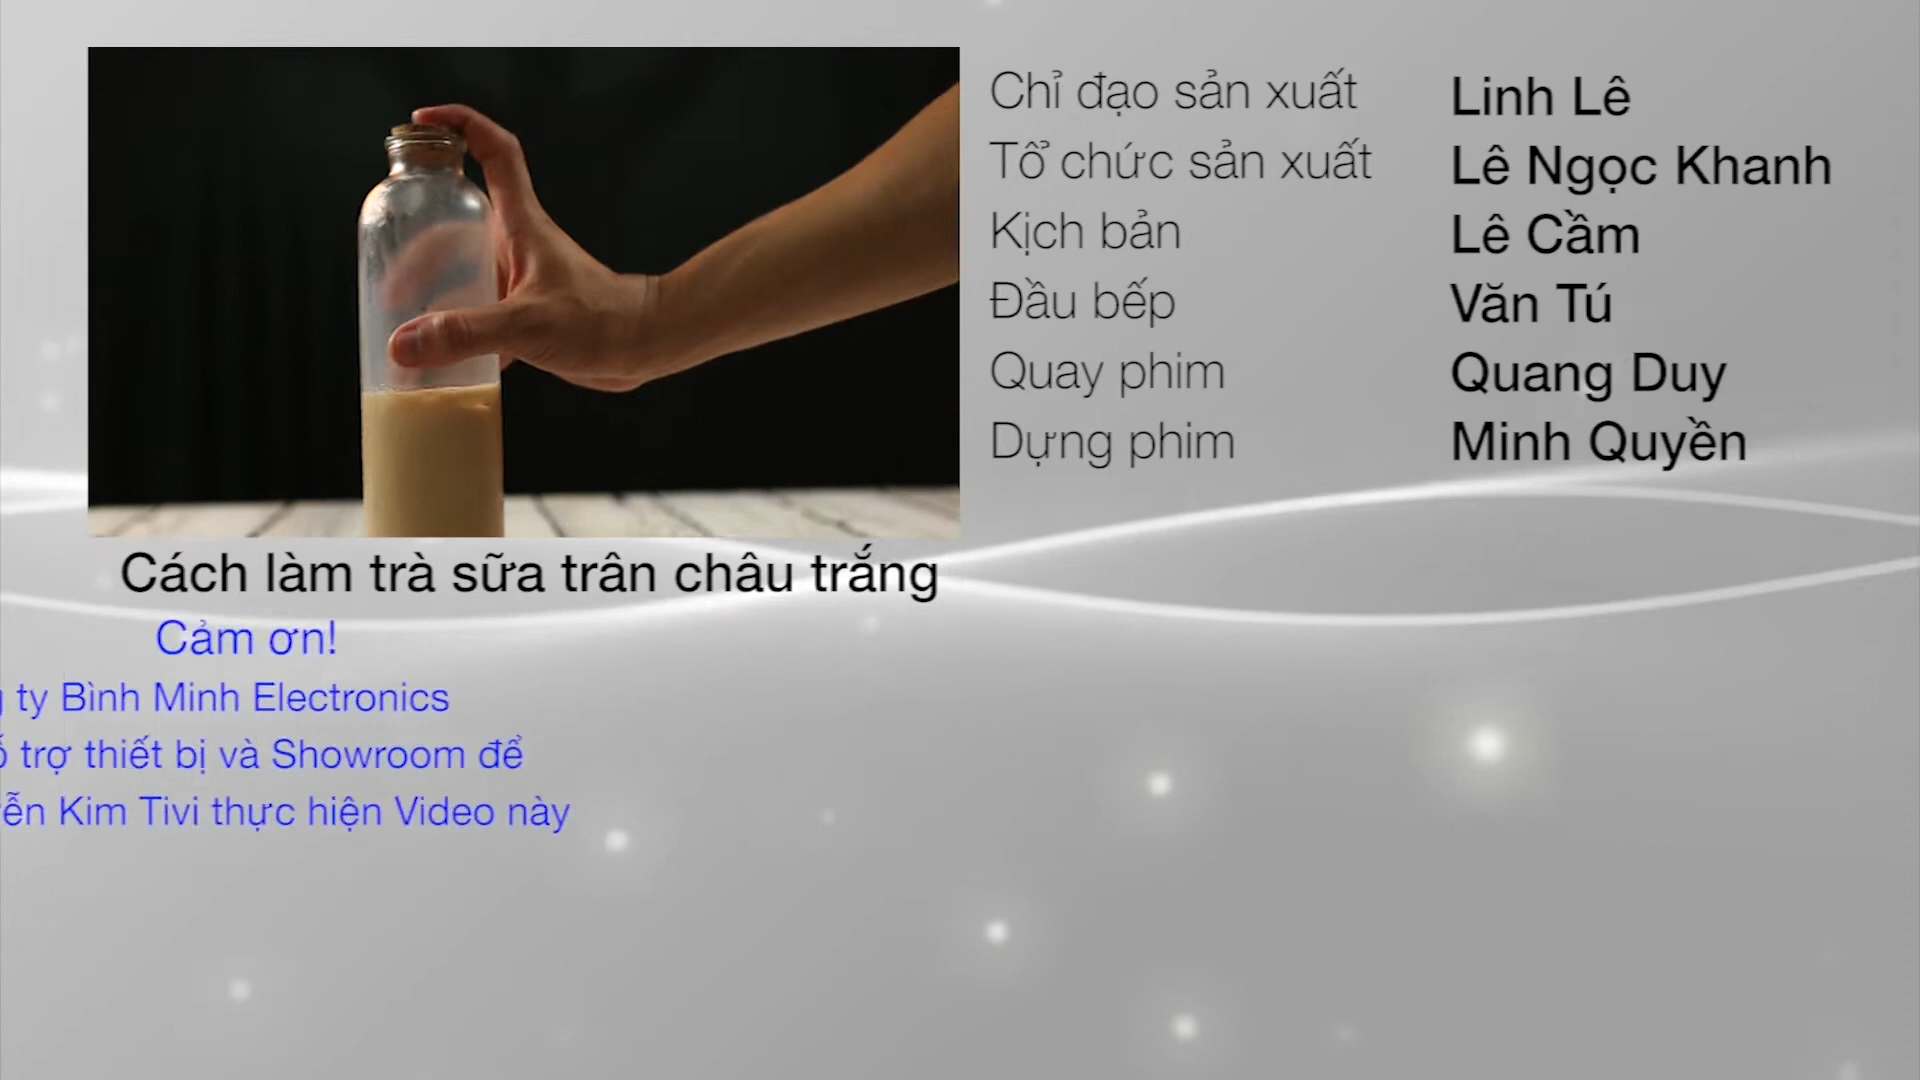 Chỉ đạo sản xuất Linh Lê
Tổ chức sản xuất Lê Ngọc Khanh
Kịch bản Lê Cầm
Đầu bếp Văn Tú
Quay phim Quang Duy
Dựng phim Minh Quyền
Cách làm trà sữa trân châu trắng
Cảm ơn!
ty Bình Minh Electronics
trợ thiết bị và Showroom để
Kim Tivi thực hiện Video này